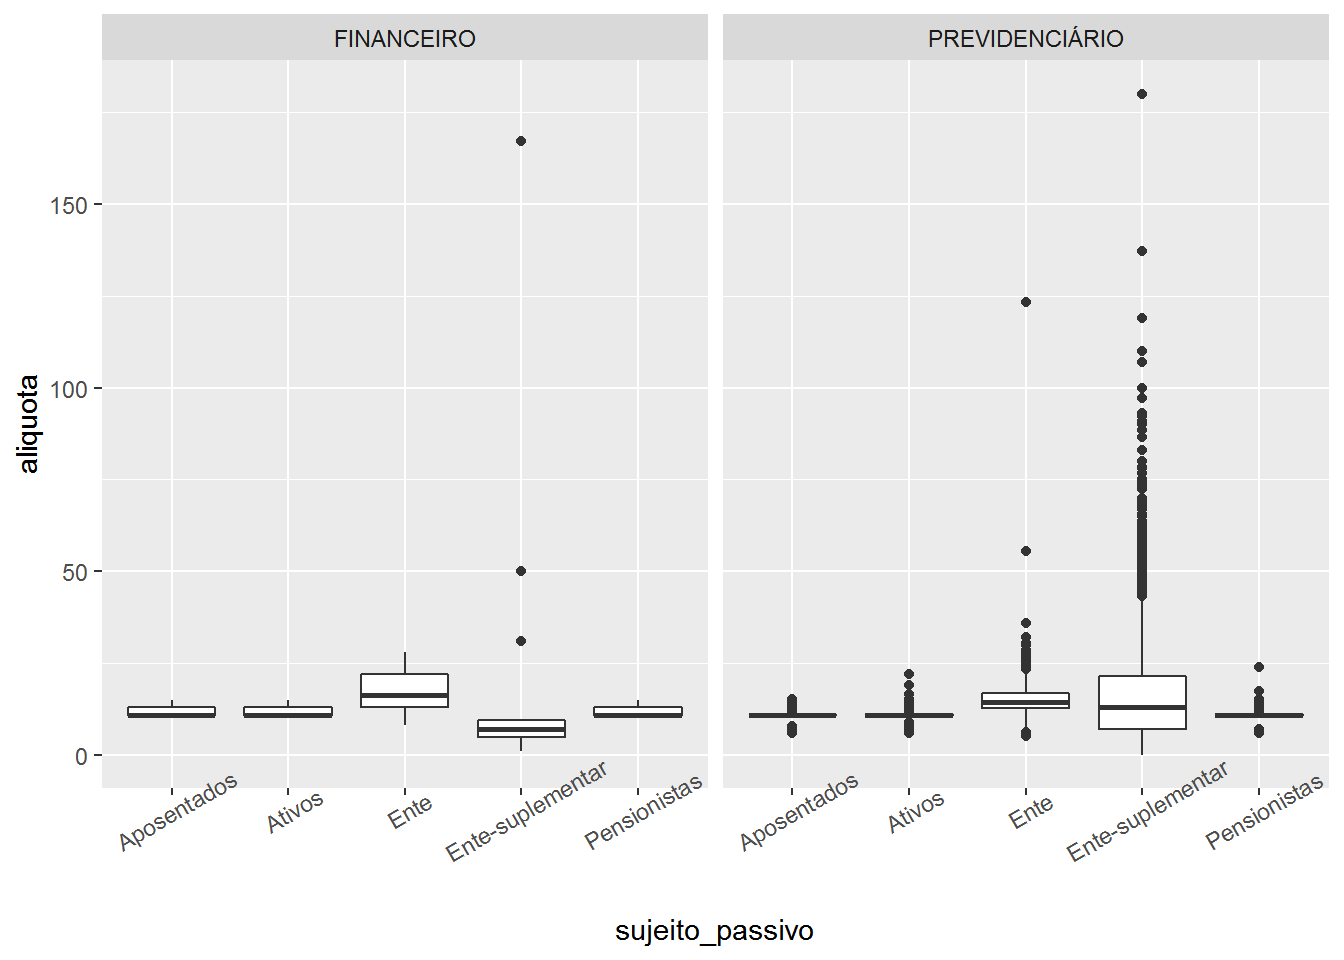 FINANCEIRO
PREVIDENCIÁRIO
aliquota
150
100
50
0
Aposentados
Ativos
Ente
Ente-suplementar
Pensionistas
Aposentados
Ativos
Ente
Ente-suplementar
Pensionistas
sujeito_passivo